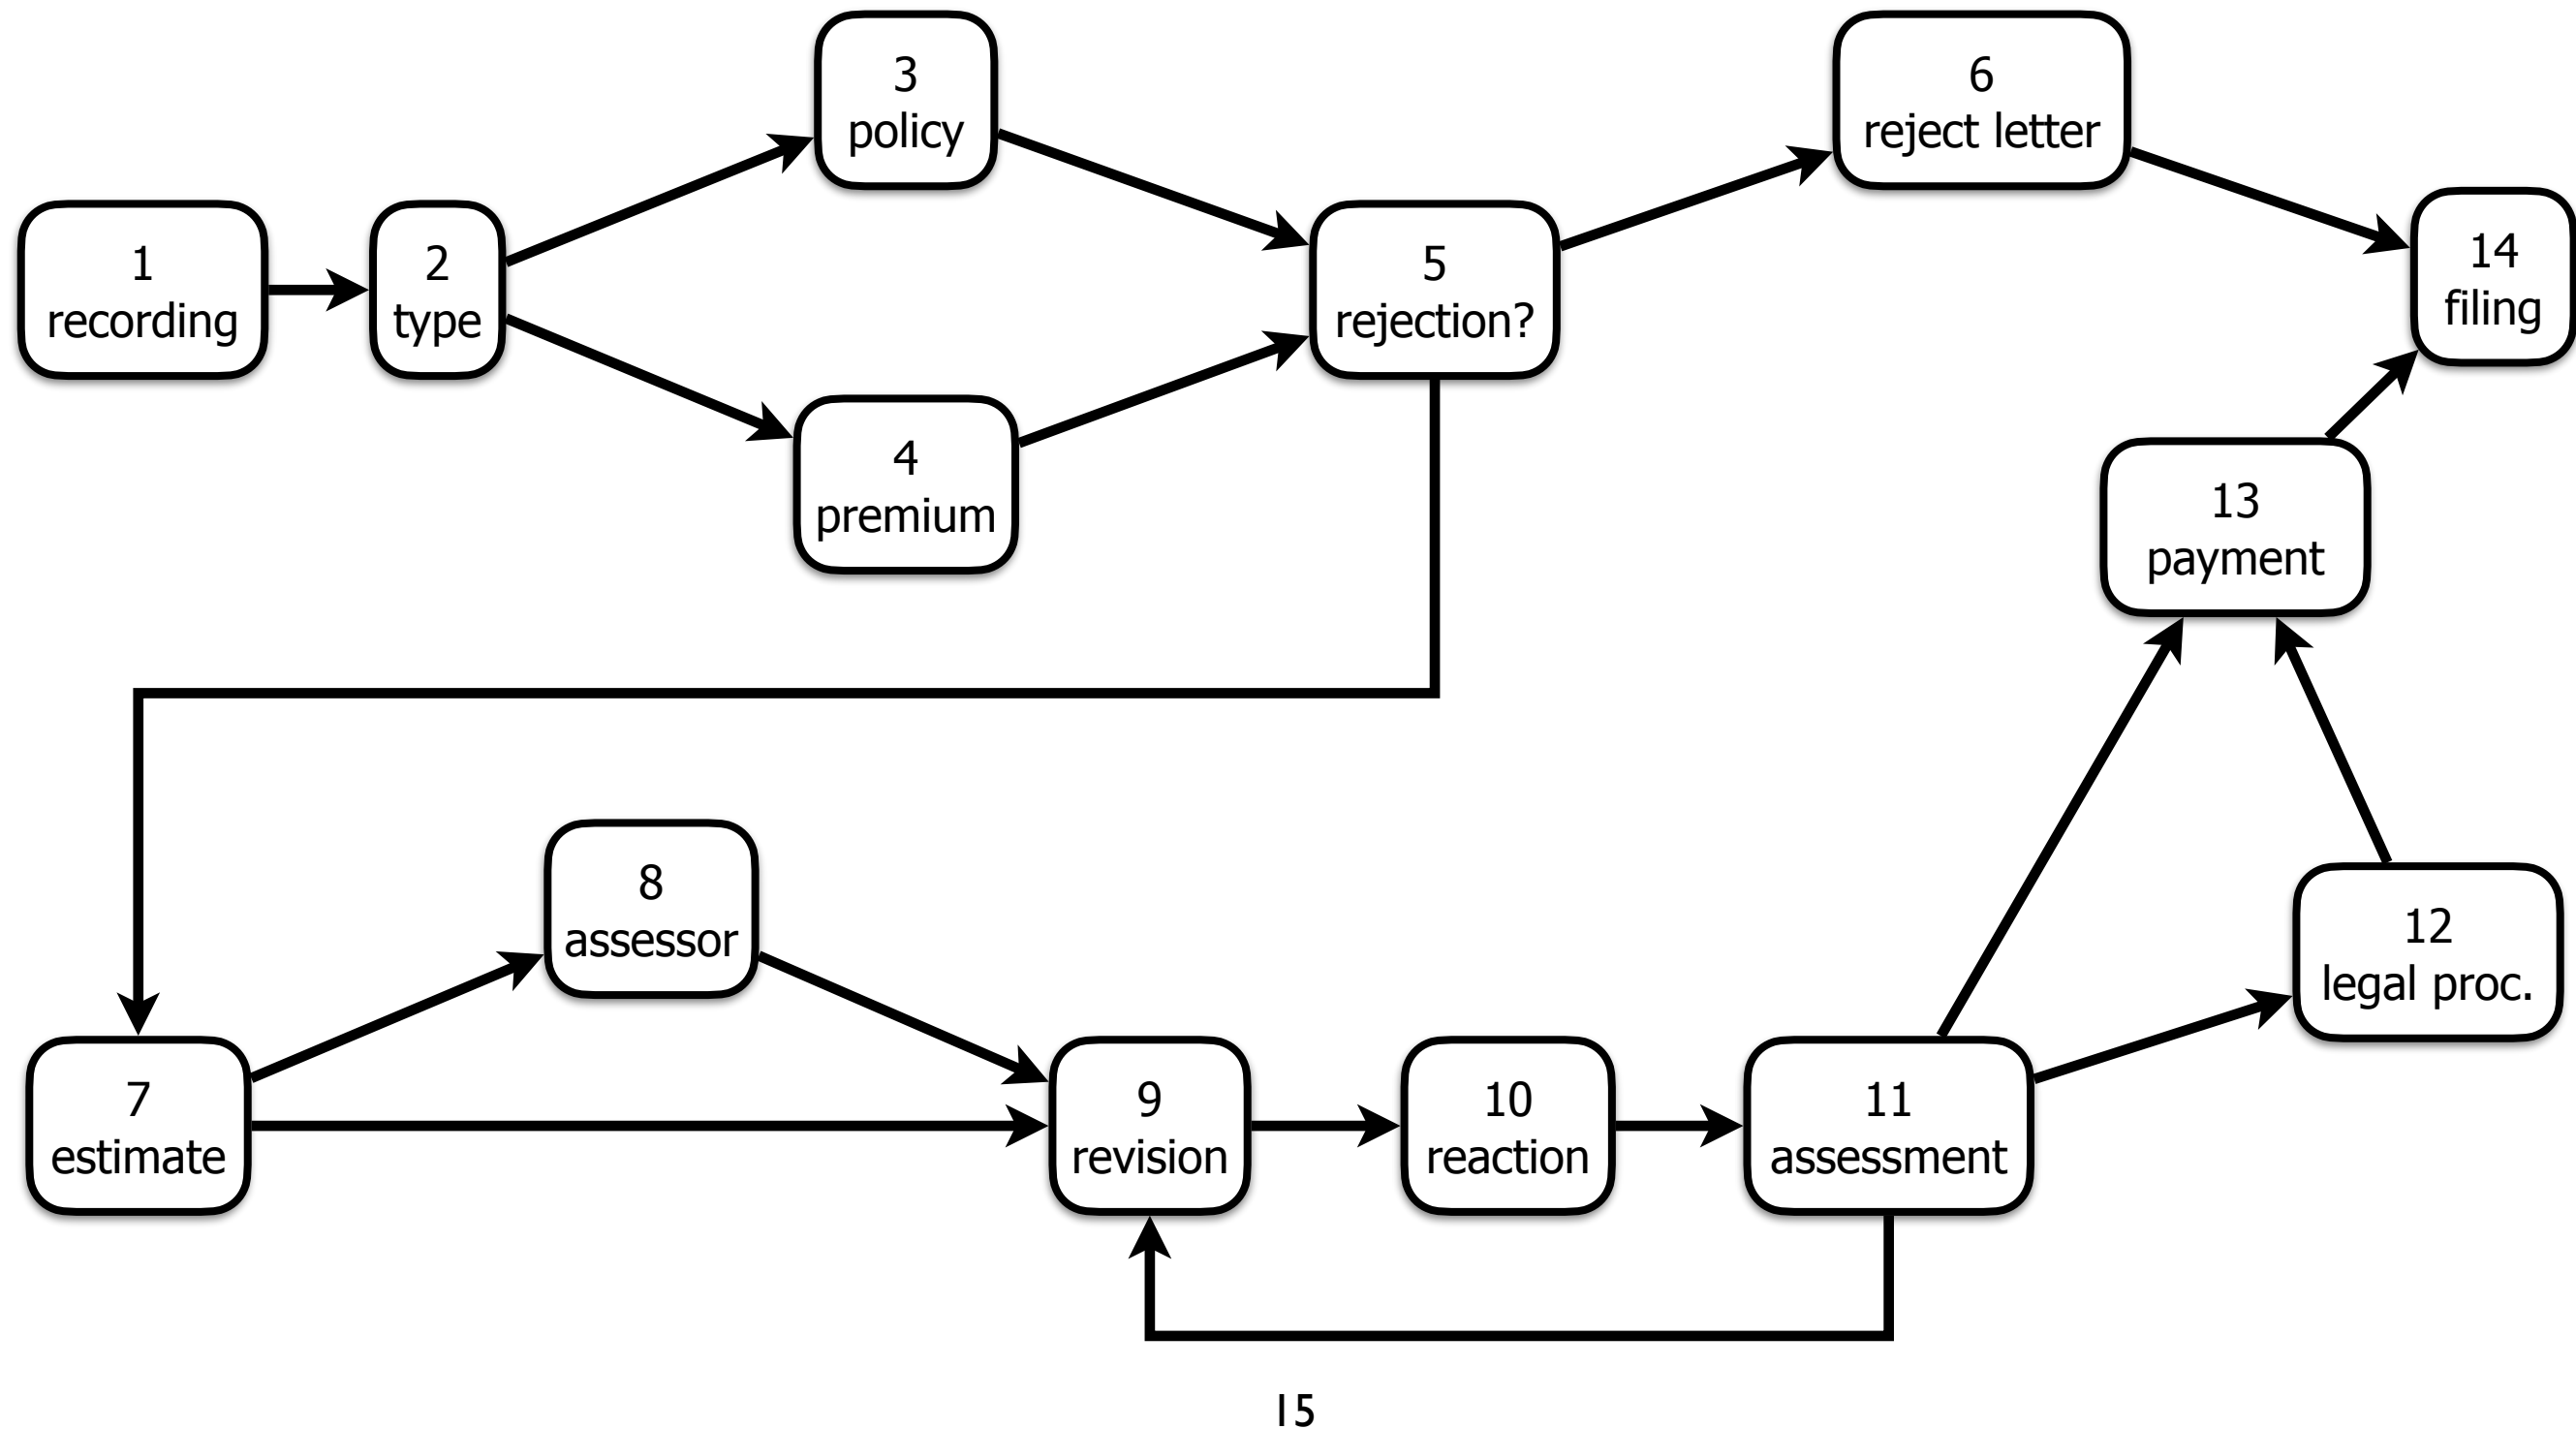 1
recording
2
type
3
policy
4
premium
5
rejection?
6
reject letter
14
filing
13
payment
7
estimate
8
assessor
9
revision
10
reaction
11
assessment
12
legal proc.
15